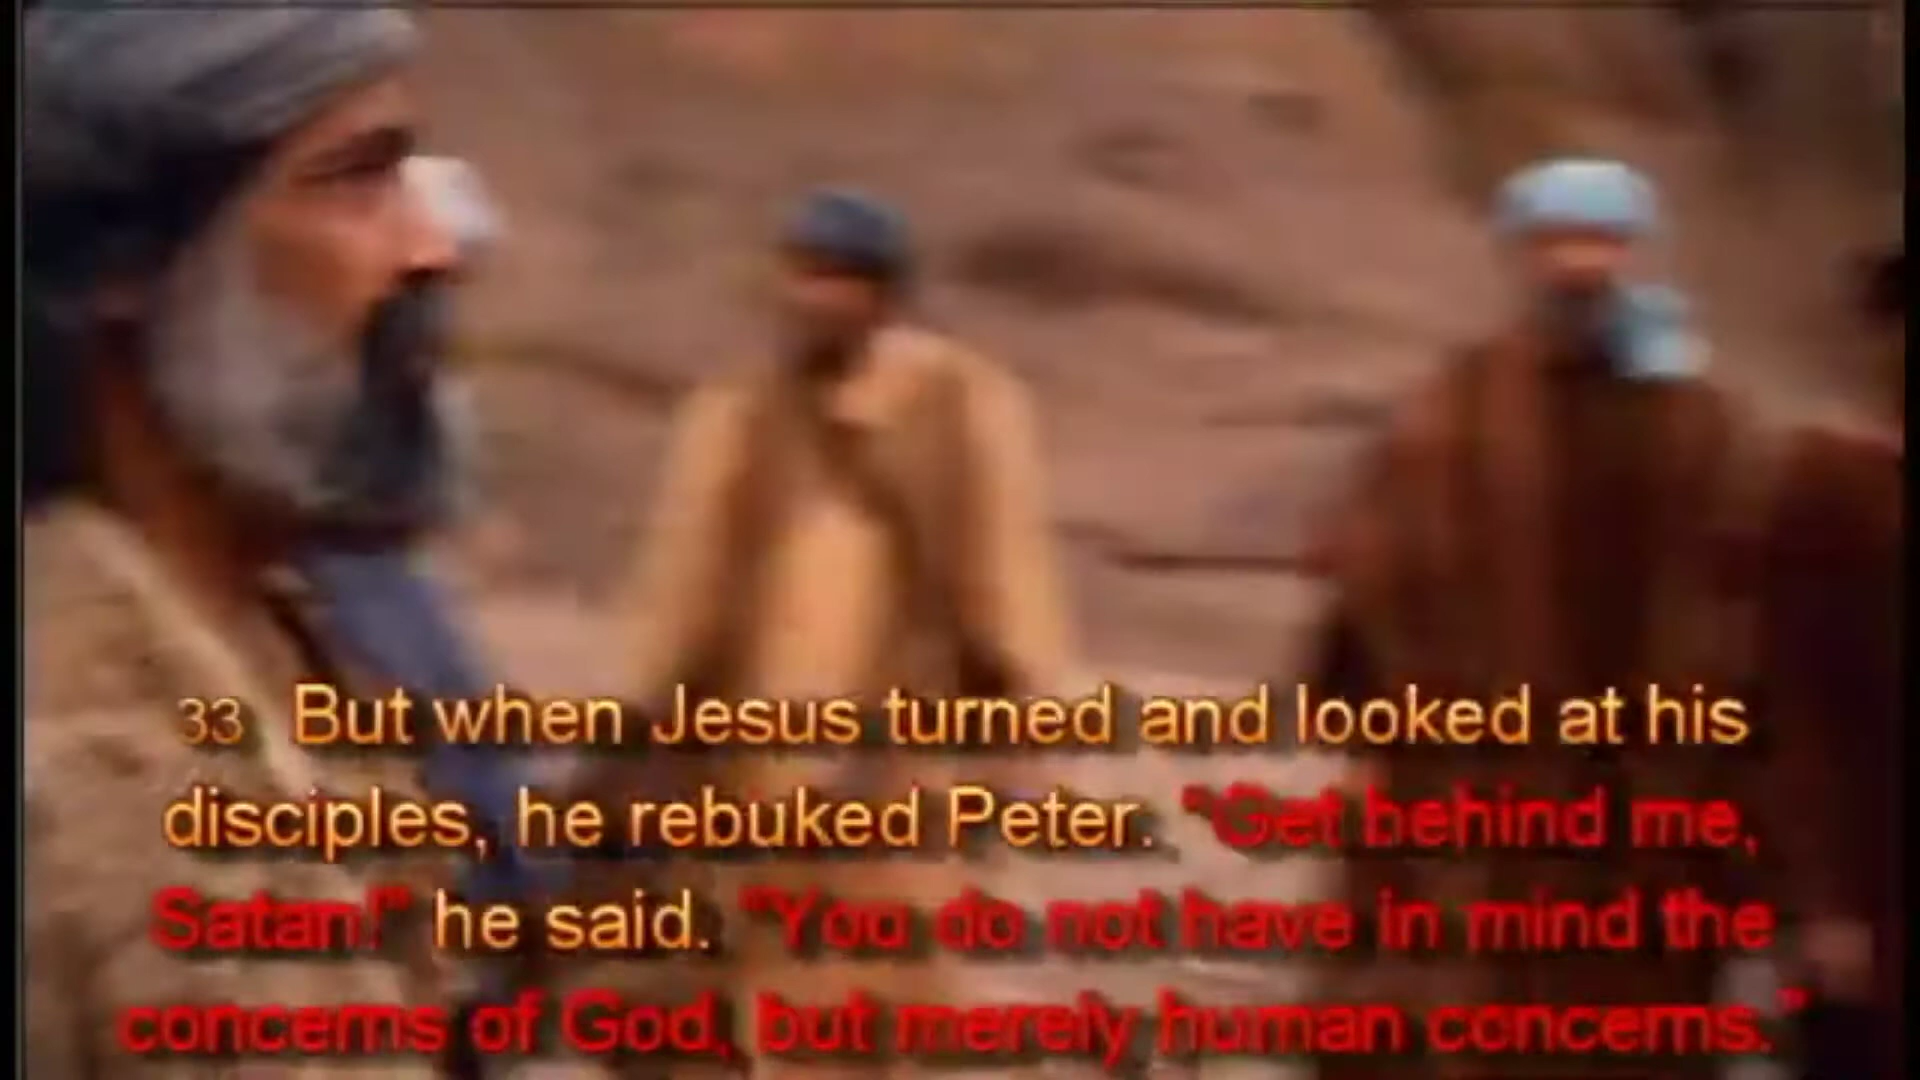 33 But when Jesus turned and looked at his
disciples, he rebuked Peter. "Get behind me,
Satan!" he said. "You do not have in mind the
concerns of God, but merely human concerns."